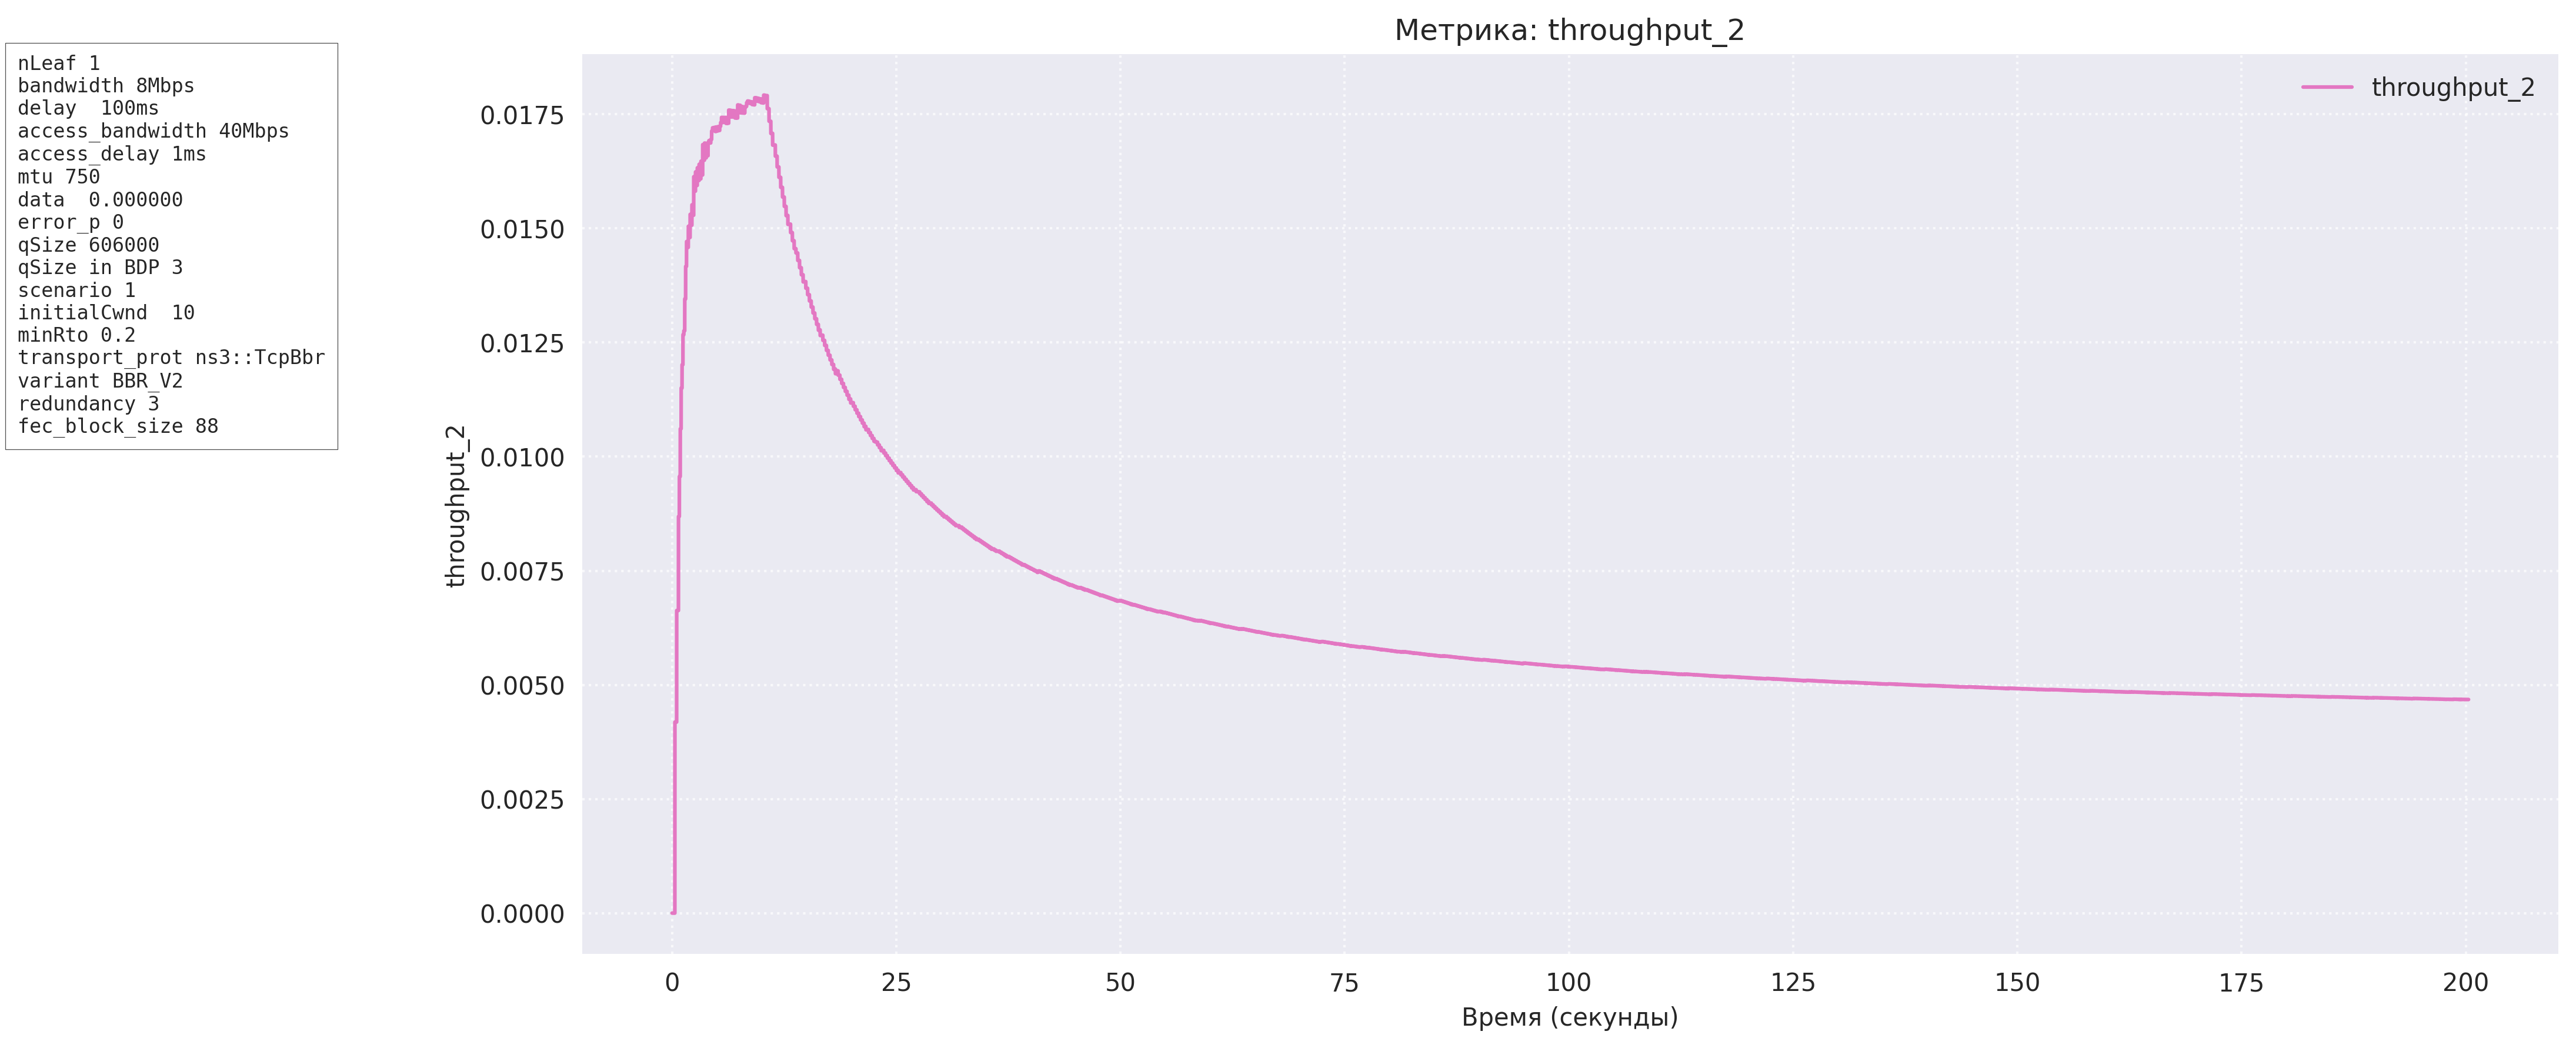 Метрика: throughput_2
nLeaf 1
bandwidth 8Mbps
delay  100ms
access_bandwidth 40Mbps
access_delay 1ms
mtu 750
data  0.000000
error_p 0
qSize 606000
qSize in BDP 3
scenario 1
initialCwnd  10
minRto 0.2
transport_prot ns3::TcpBbr
variant BBR_V2
redundancy 3
fec_block_size 88
throughput_2
throughput_2
0.0175
0.0150
0.0125
0.0100
0.0075
0.0050
0.0025
0.0000
0 25 50 75 100 125 150 175 200
Время (секунды)